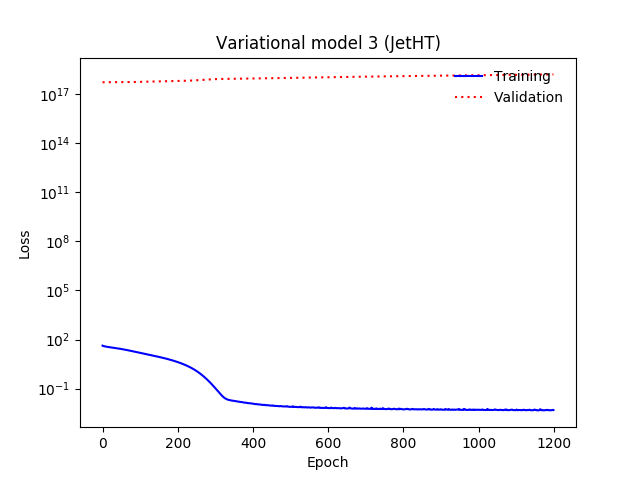 Variational model 3 (JetHT)
Training
Validation
Loss
10^17
10^14
10^11
10^8
10^5
10^2
10^-1
0 200 400 600 800 1000 1200
Epoch